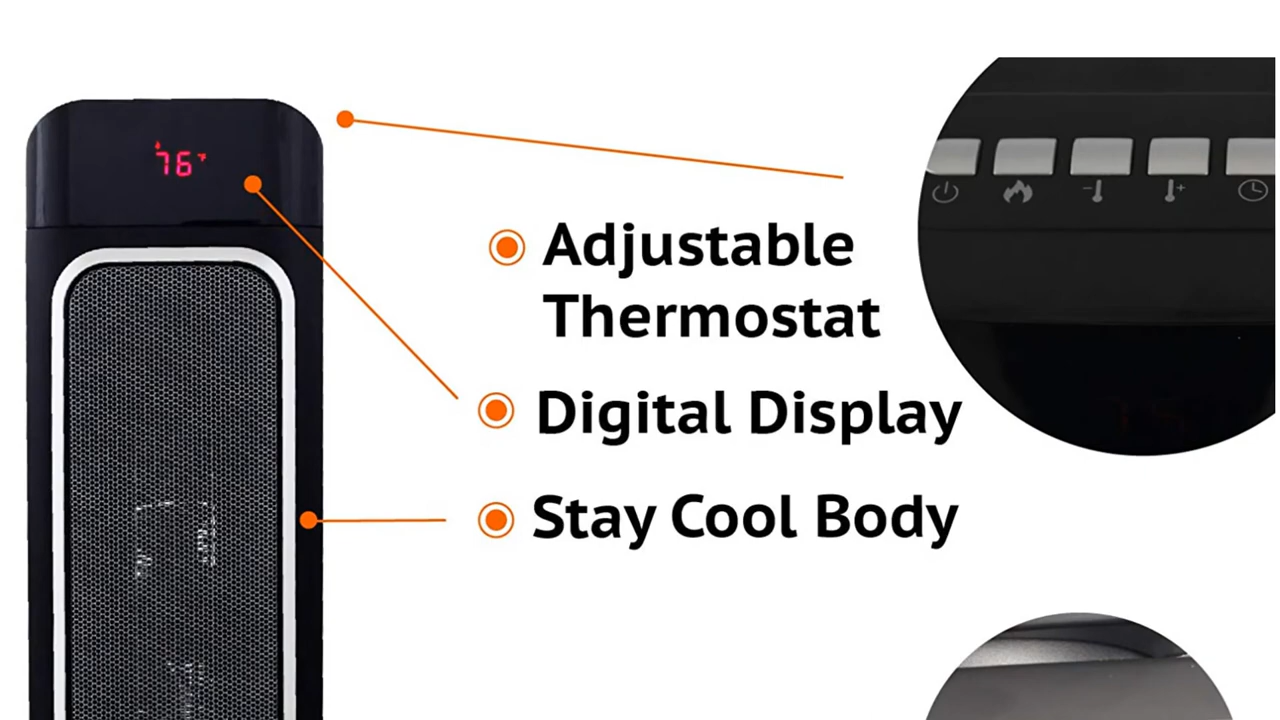 76°F
Adjustable
Thermostat
Digital Display
Stay Cool Body